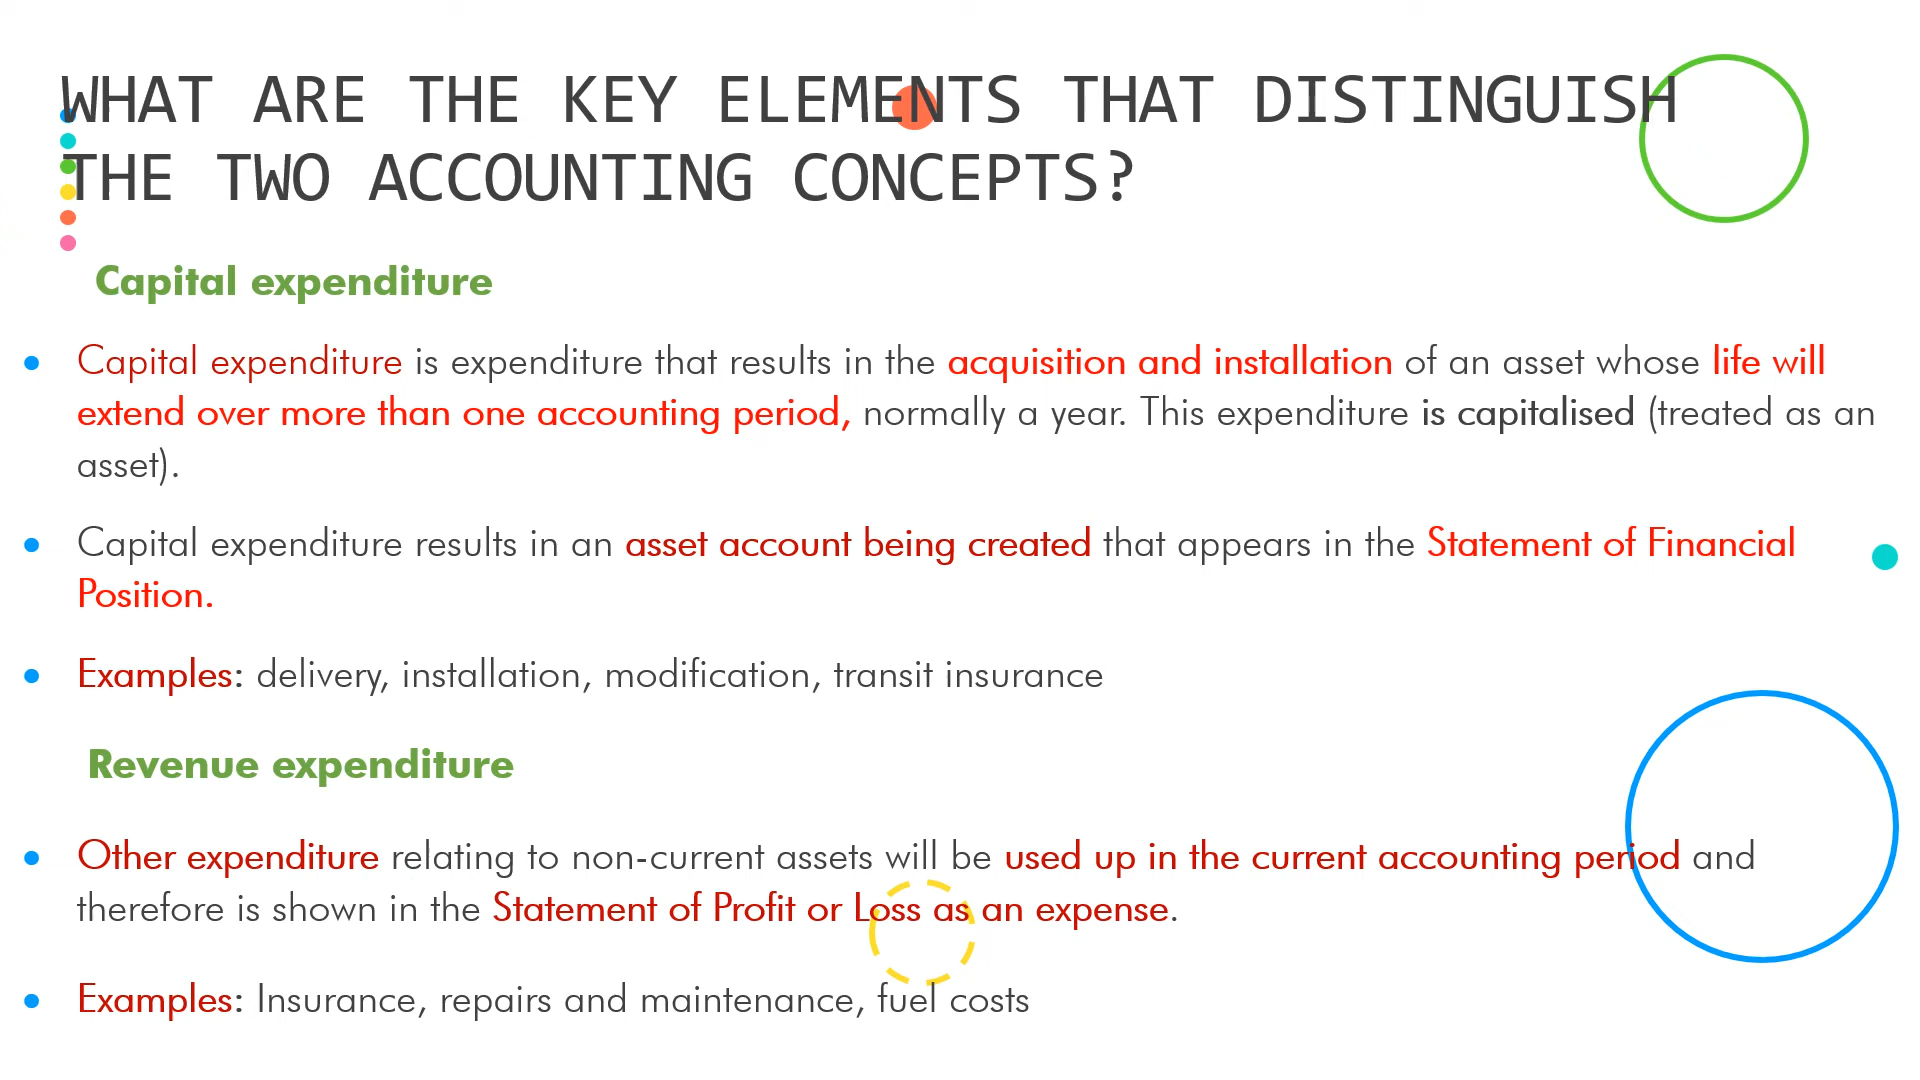 WHAT ARE THE KEY ELEMENTS THAT DISTINGUISH
THE TWO ACCOUNTING CONCEPTS?
Capital expenditure
• Capital expenditure is expenditure that results in the acquisition and installation of an asset whose life will
extend over more than one accounting period, normally a year. This expenditure is capitalised (treated as an
asset).
• Capital expenditure results in an asset account being created that appears in the Statement of Financial
Position.
• Examples: delivery, installation, modification, transit insurance
Revenue expenditure
• Other expenditure relating to non-current assets will be used up in the current accounting period and
therefore is shown in the Statement of Profit or Loss as an expense.
• Examples: Insurance, repairs and maintenance, fuel costs